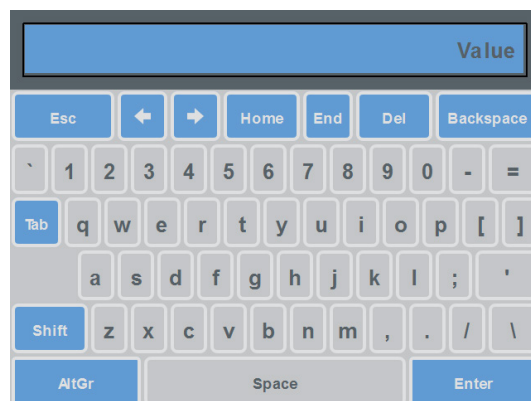 Value
Esc Home End Del Backspace
` 1 2 3 4 5 6 7 8 9 0 - =
Tab q w e r t y u i o p [ ]
a s d f g h j k l ; '
Shift z x c v b n m , . / \
AltGr Space Enter